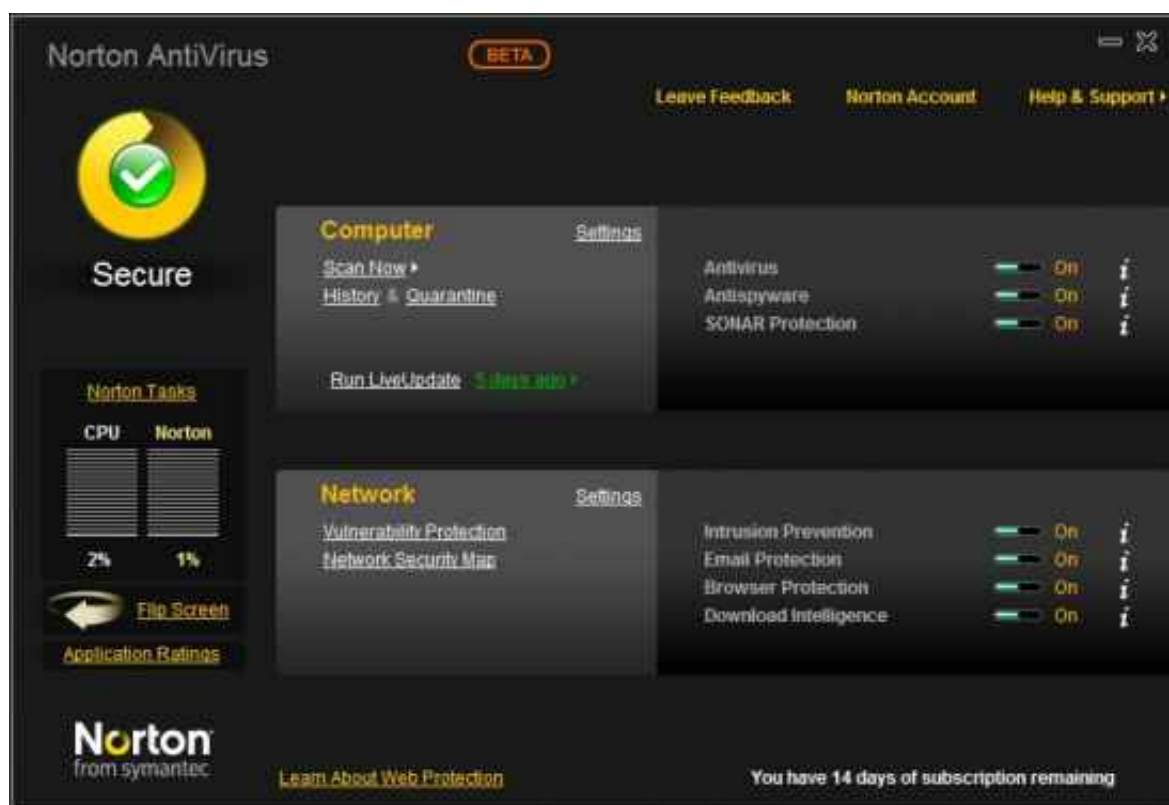 Norton AntiVirus
BETA
Leave Feedback Norton Account Help & Support
Secure
Computer Settings
Scan Now
History & Quarantine
Run LiveUpdate 5 days ago
Antivirus On
Antispyware On
SONAR Protection On
Norton Tasks
CPU Norton
2% 1%
Flip Screen
Application Ratings
Network Settings
Vulnerability Protection
Network Security Map
Intrusion Prevention On
Email Protection On
Browser Protection On
Download Intelligence On
Norton
from symantec
Learn About Web Protection
You have 14 days of subscription remaining